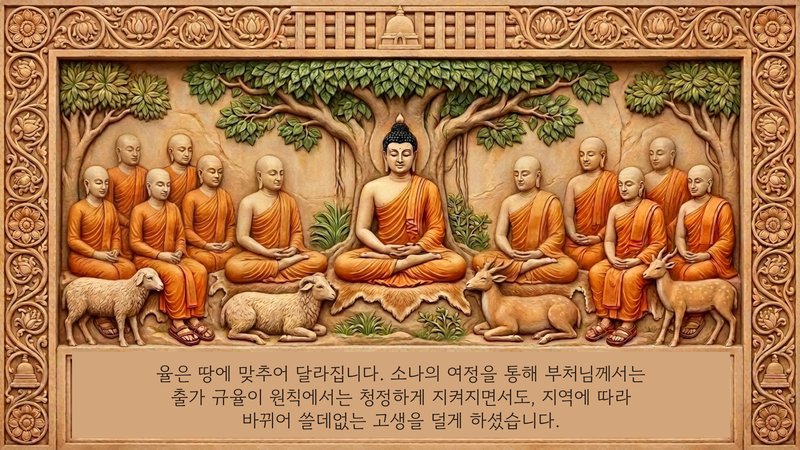 율은 땅에 맞추어 달라집니다. 소나의 여정을 통해 부처님께서는
출가 규율이 원칙에서는 청정하게 지켜지면서도, 지역에 따라
바뀌어 쓸데없는 고생을 덜게 하셨습니다.